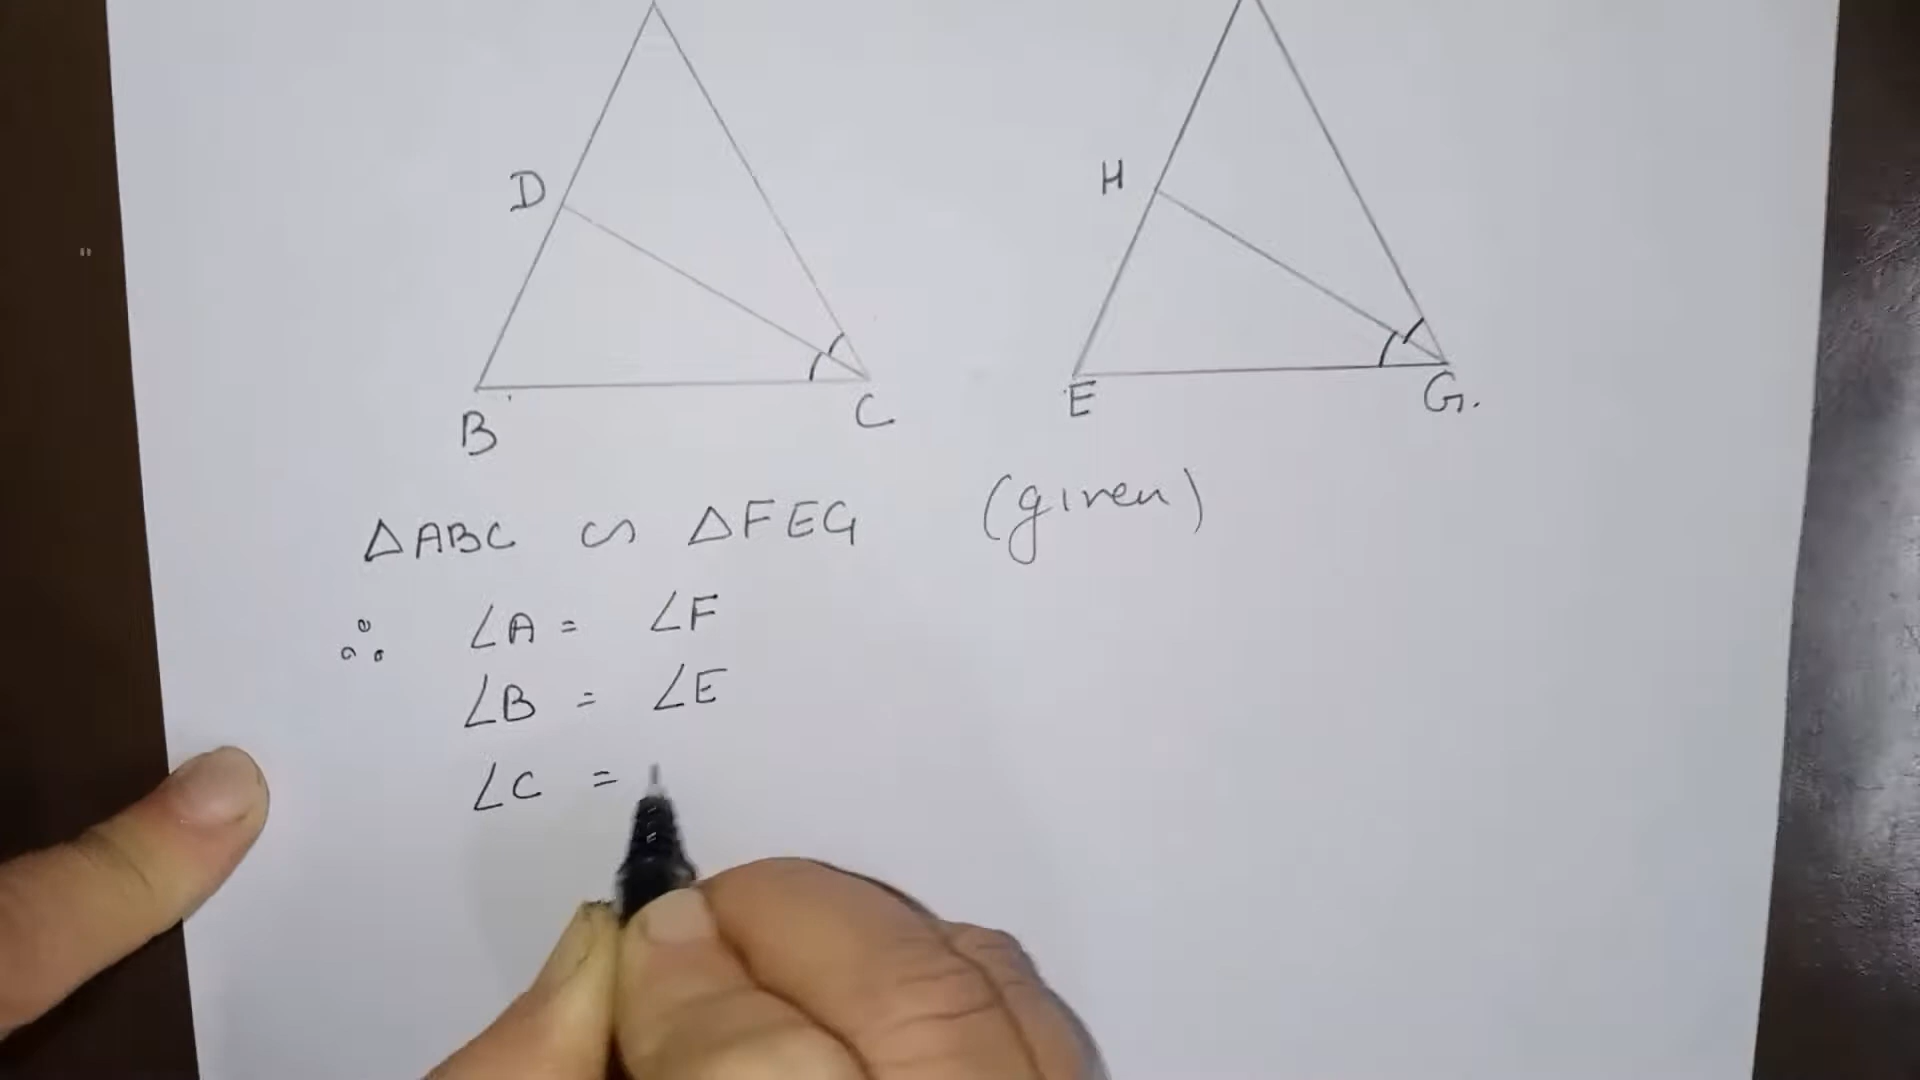 D H
B C E G.
△ABC ∽ △FEG (given)
∴ ∠A = ∠F
∠B = ∠E
∠C =